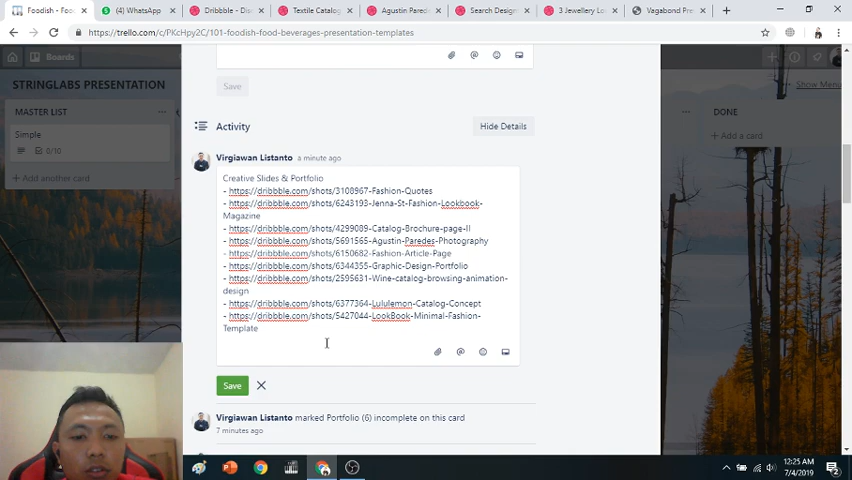 Foodish - Foo
(4) WhatsApp
Dribbble - Dis
Textile Catalog
Agustin Pared
Search Design
3 Jewellery Lo
Vagabond Pre
https://trello.com/c/PKcHpy2C/101-foodish-food-beverages-presentation-templates
Boards
STRINGLABS PRESENTATION
Show Menu
MASTER LIST
DONE
Simple
0/10
+ Add another card
+ Add a card
Save
Activity
Hide Details
Virgiawan Listanto a minute ago
Creative Slides & Portfolio
- https://dribbble.com/shots/3108967-Fashion-Quotes
- https://dribbble.com/shots/6243193-Jenna-St-Fashion-Lookbook-
Magazine
- https://dribbble.com/shots/4299089-Catalog-Brochure-page-II
- https://dribbble.com/shots/5691565-Agustin-Paredes-Photography
- https://dribbble.com/shots/6150682-Fashion-Article-Page
- https://dribbble.com/shots/6344355-Graphic-Design-Portfolio
- https://dribbble.com/shots/2595631-Wine-catalog-browsing-animation-
design
- https://dribbble.com/shots/6377364-Lululemon-Catalog-Concept
- https://dribbble.com/shots/5427044-LookBook-Minimal-Fashion-
Template
Save
Virgiawan Listanto marked Portfolio (6) incomplete on this card
7 minutes ago
12:25 AM
7/4/2019